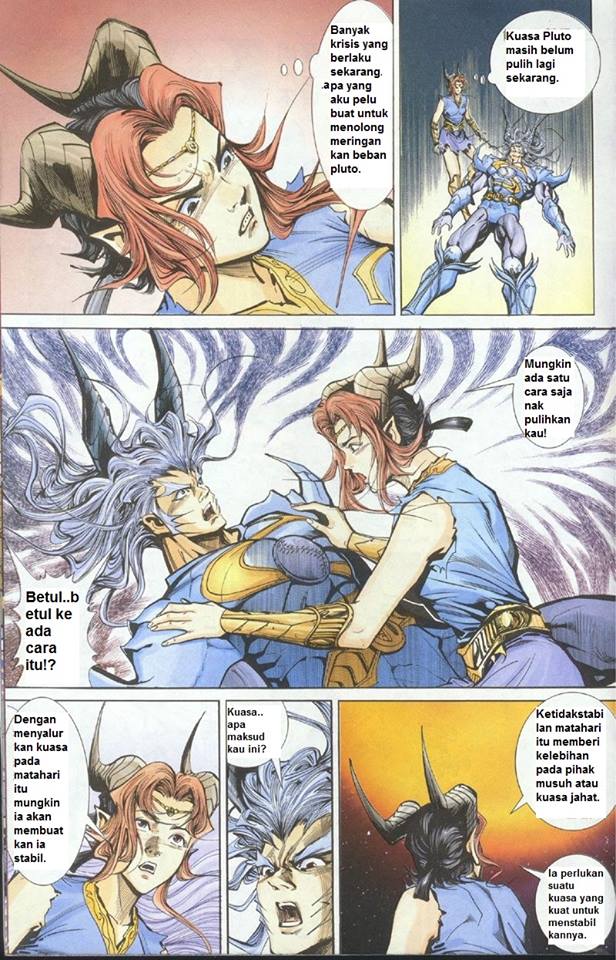 Banyak
krisis yang
berlaku
sekarang.
.apa yang
aku pelu
buat untuk
menolong
meringan
kan beban
pluto.
Kuasa Pluto
masih belum
pulih lagi
sekarang.
Mungkin
ada satu
cara saja
nak
pulihkan
kau!
Betul..b
etul ke
ada
cara
itu!?
Dengan
menyalur
kan kuasa
pada
matahari
itu
mungkin
ia akan
membuat
kan ia
stabil.
Kuasa..
apa
maksud
kau ini?
Ketidakstabi
lan matahari
itu memberi
kelebihan
pada pihak
musuh atau
kuasa jahat.
Ia perlukan
suatu
kuasa yang
kuat untuk
menstabil
kannya.